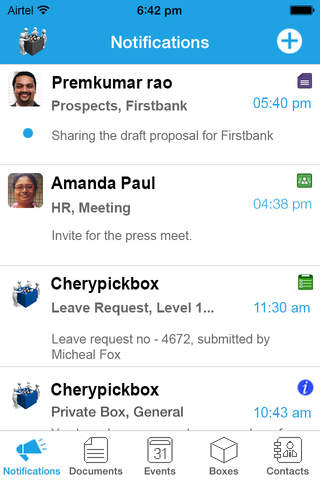 Airtel 6:42 pm
Notifications
Premkumar rao
Prospects, Firstbank 05:40 pm
Sharing the draft proposal for Firstbank
Amanda Paul
HR, Meeting 04:38 pm
Invite for the press meet.
Cherypickbox
Leave Request, Level 1... 11:30 am
Leave request no - 4672, submitted by
Micheal Fox
Cherypickbox
Private Box, General 10:43 am
31
Notifications Documents Events Boxes Contacts